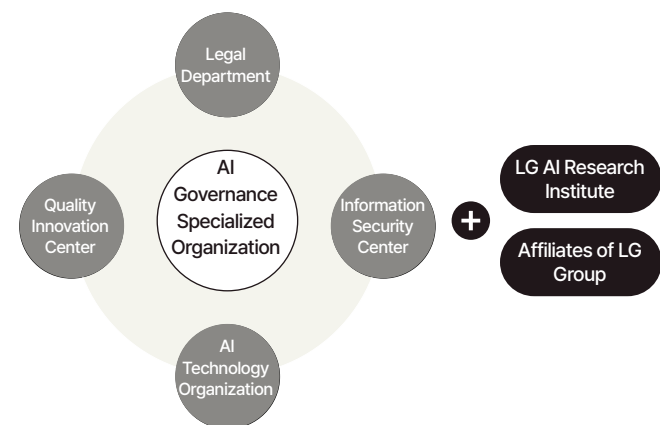 Legal
Department
AI
Governance
Specialized
Organization
Quality
Innovation
Center
Information
Security
Center
+
LG AI Research
Institute
Affiliates of LG
Group
AI
Technology
Organization